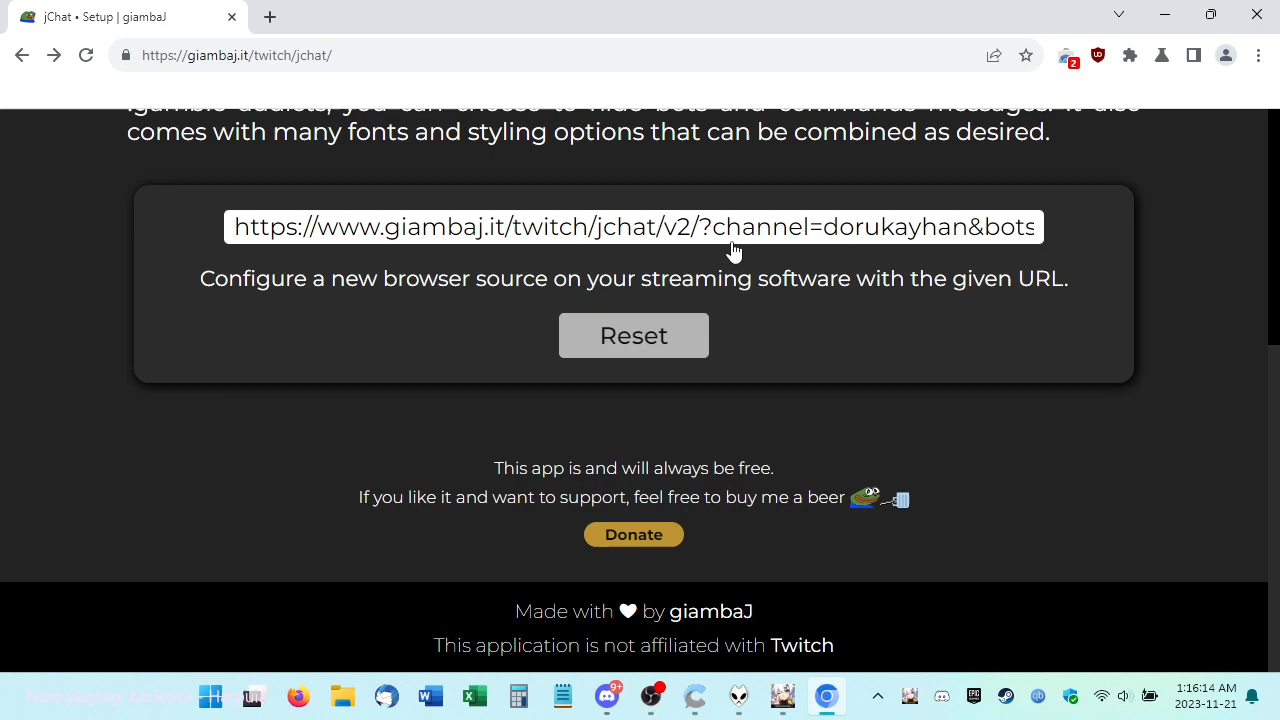 jChat • Setup | giambaJ
https://giambaj.it/twitch/jchat/
2
comes with many fonts and styling options that can be combined as desired.
https://www.giambaj.it/twitch/jchat/v2/?channel=dorukayhan&bots
Configure a new browser source on your streaming software with the given URL.
Reset
This app is and will always be free.
If you like it and want to support, feel free to buy me a beer
Donate
Made with by giambaJ
This application is not affiliated with Twitch
9+
1:16:14 AM
2023-11-21